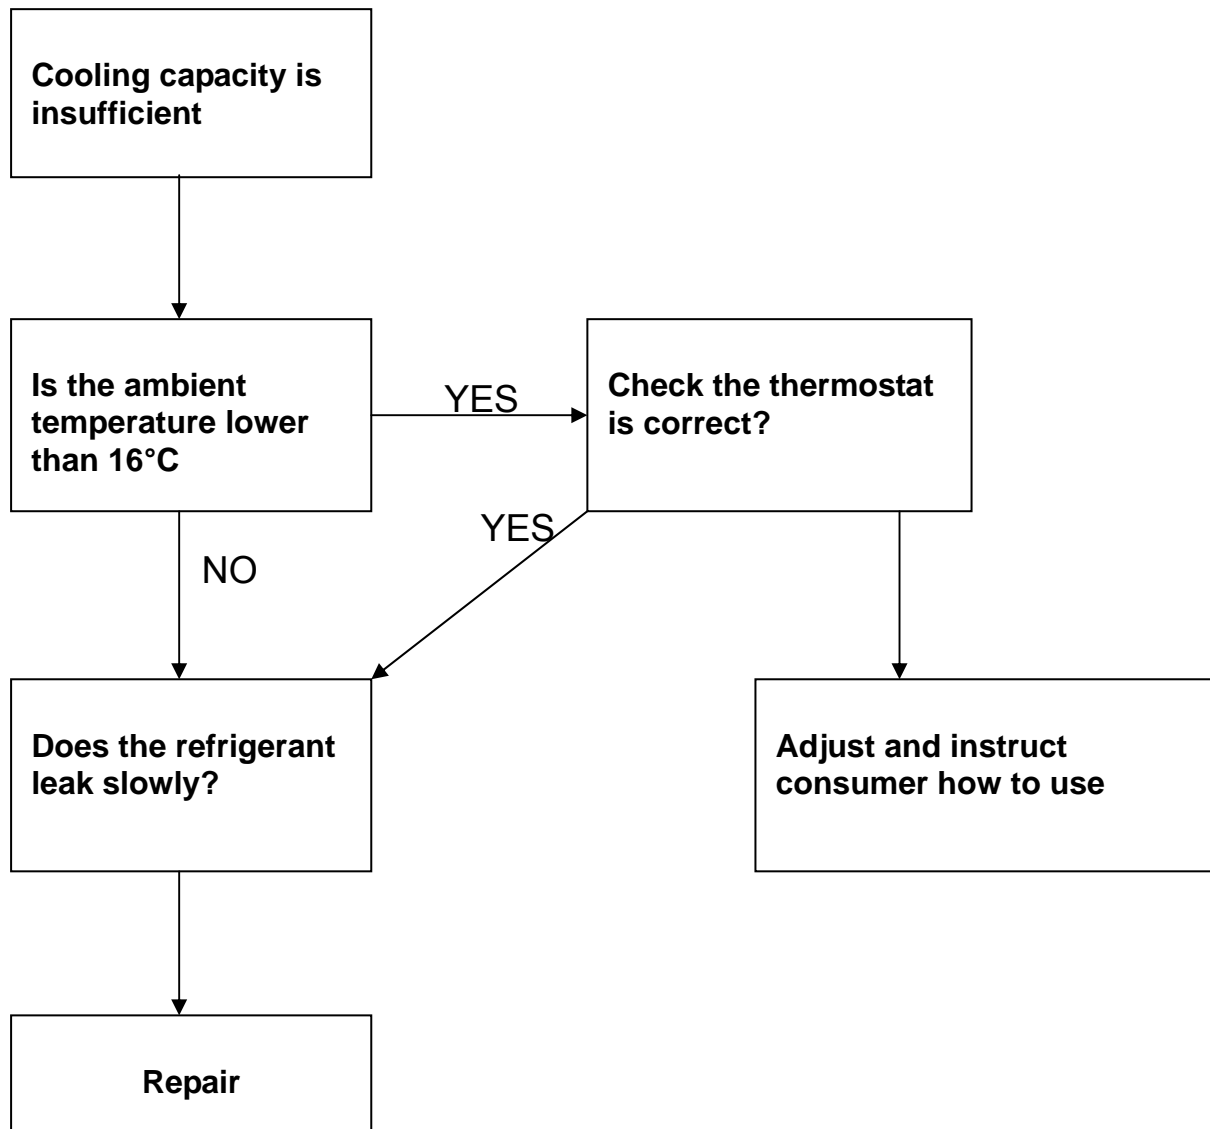 Cooling capacity is
insufficient
Is the ambient
temperature lower
than 16°C
YES
Check the thermostat
is correct?
YES
NO
Does the refrigerant
leak slowly?
Adjust and instruct
consumer how to use
Repair